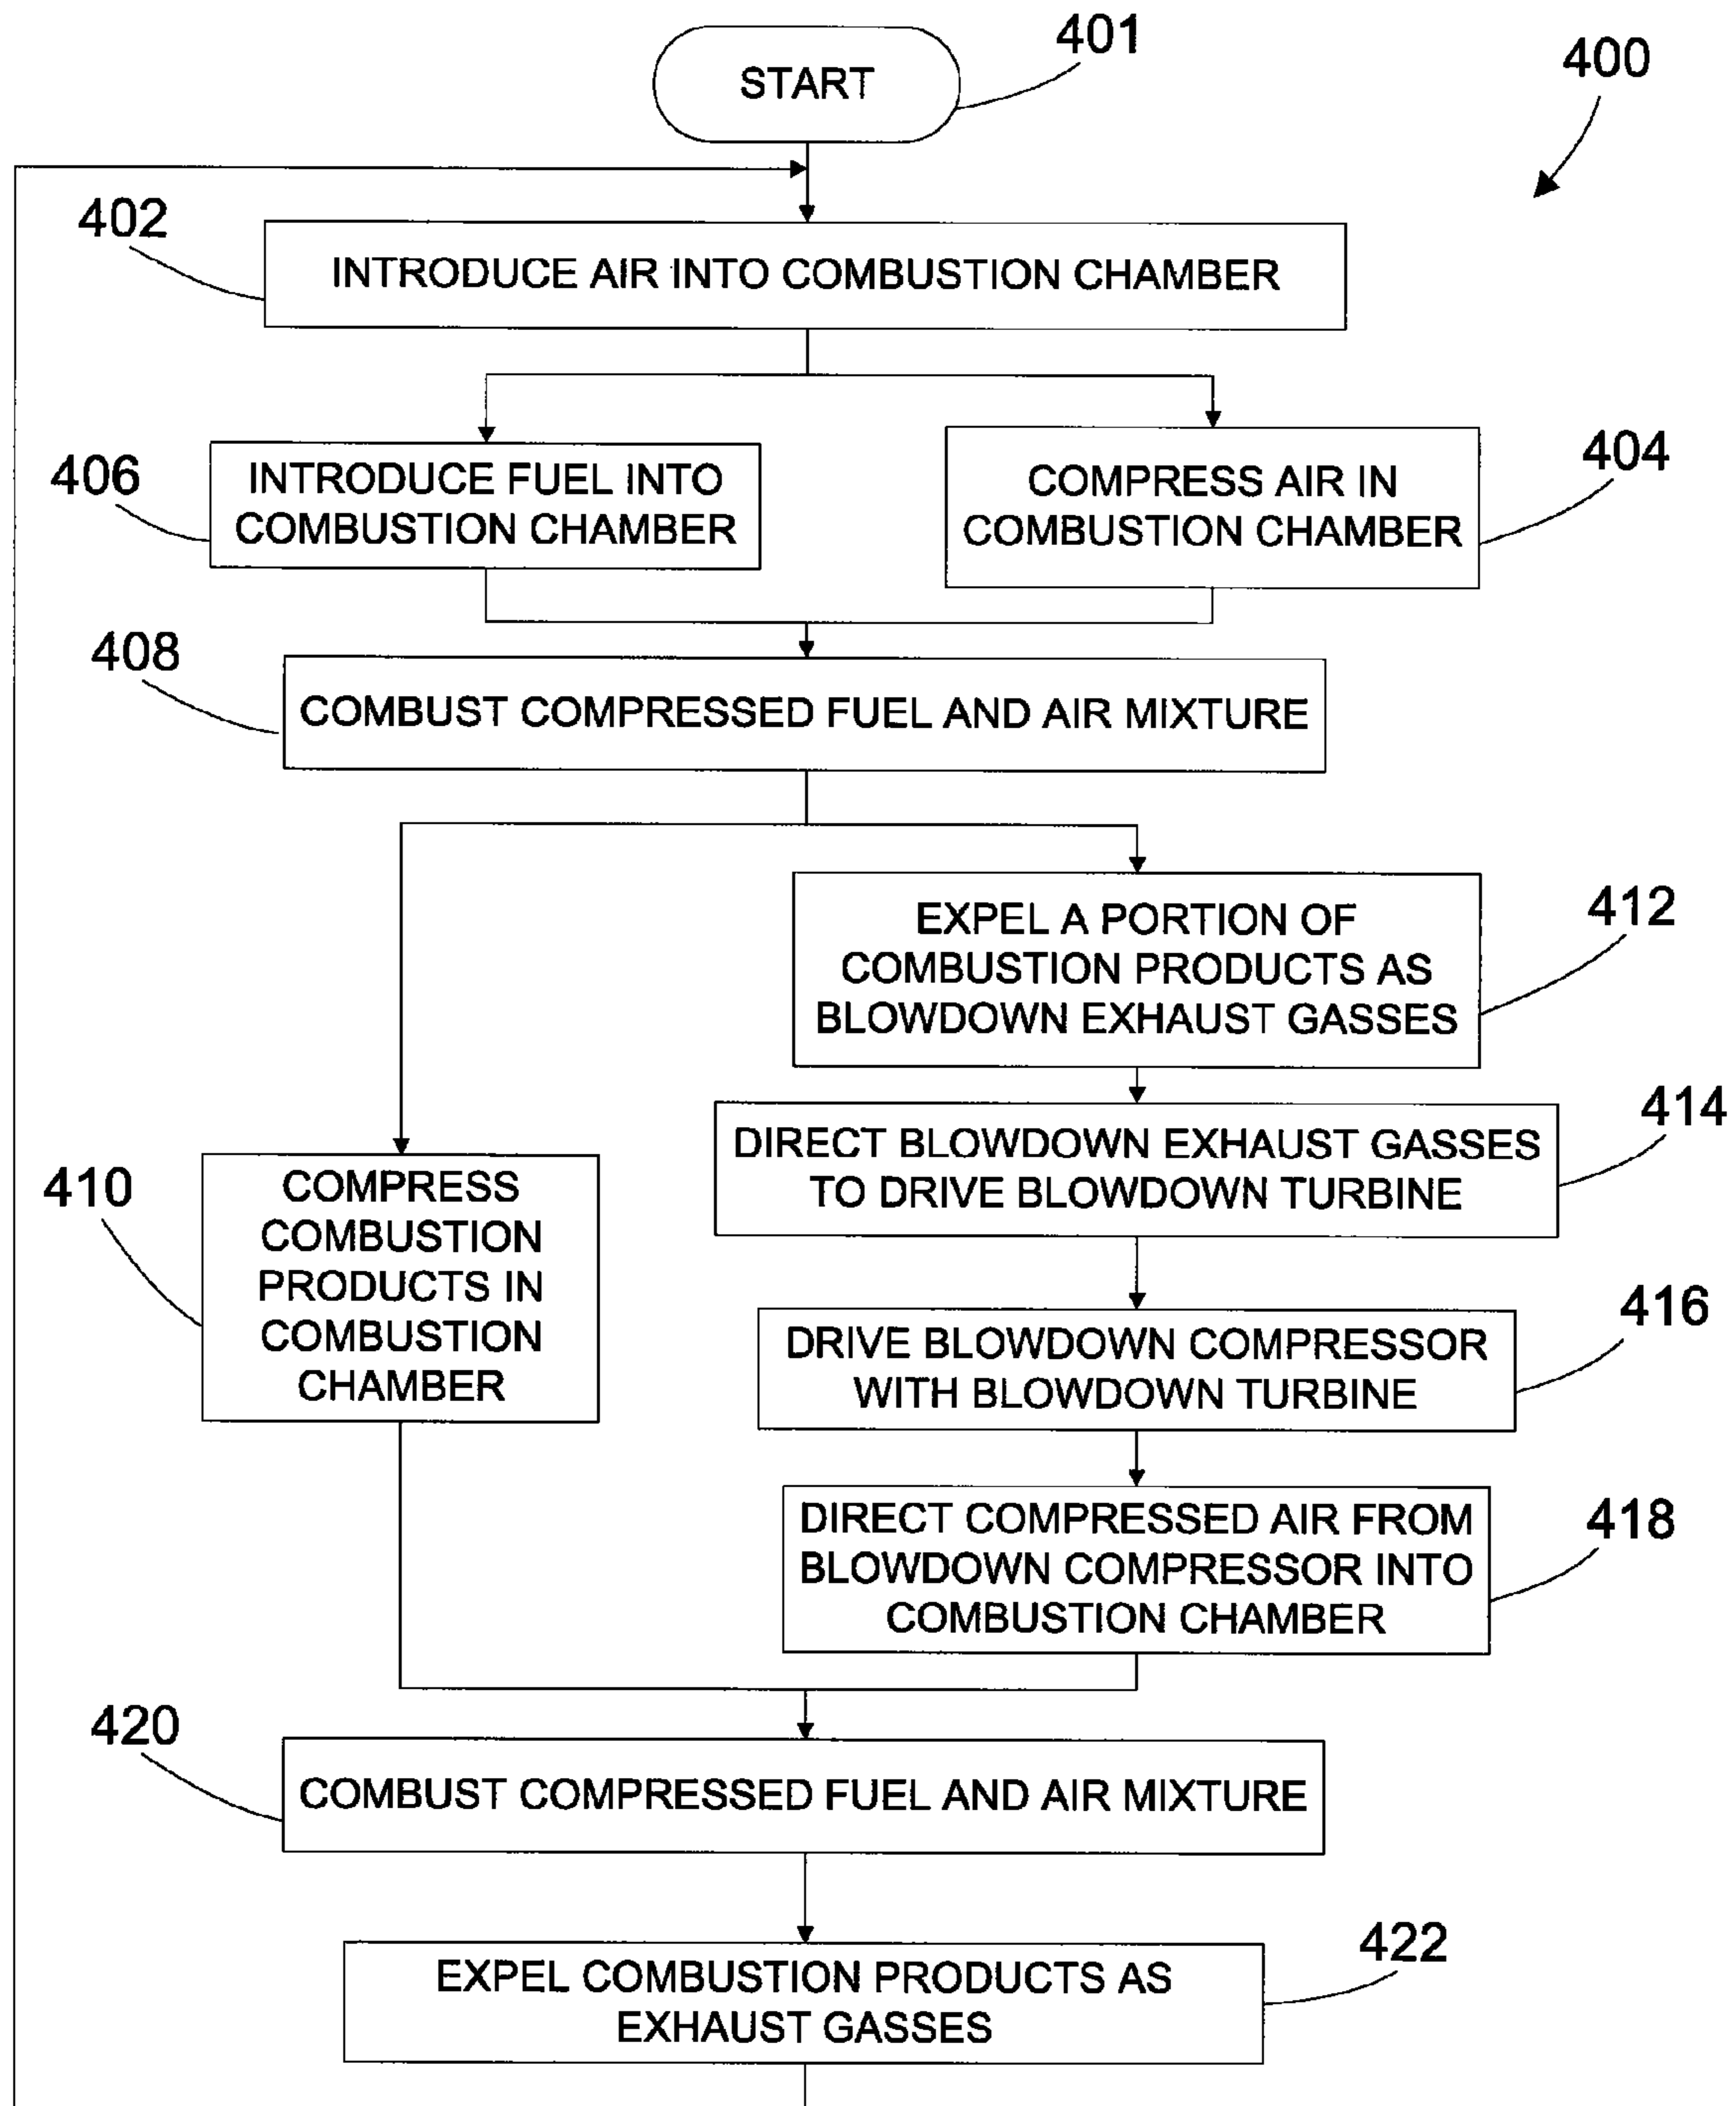 401
START
400
402
INTRODUCE AIR INTO COMBUSTION CHAMBER
406
INTRODUCE FUEL INTO
COMBUSTION CHAMBER
404
COMPRESS AIR IN
COMBUSTION CHAMBER
408
COMBUST COMPRESSED FUEL AND AIR MIXTURE
412
EXPEL A PORTION OF
COMBUSTION PRODUCTS AS
BLOWDOWN EXHAUST GASSES
414
DIRECT BLOWDOWN EXHAUST GASSES
TO DRIVE BLOWDOWN TURBINE
410
COMPRESS
COMBUSTION
PRODUCTS IN
COMBUSTION
CHAMBER
416
DRIVE BLOWDOWN COMPRESSOR
WITH BLOWDOWN TURBINE
418
DIRECT COMPRESSED AIR FROM
BLOWDOWN COMPRESSOR INTO
COMBUSTION CHAMBER
420
COMBUST COMPRESSED FUEL AND AIR MIXTURE
422
EXPEL COMBUSTION PRODUCTS AS
EXHAUST GASSES